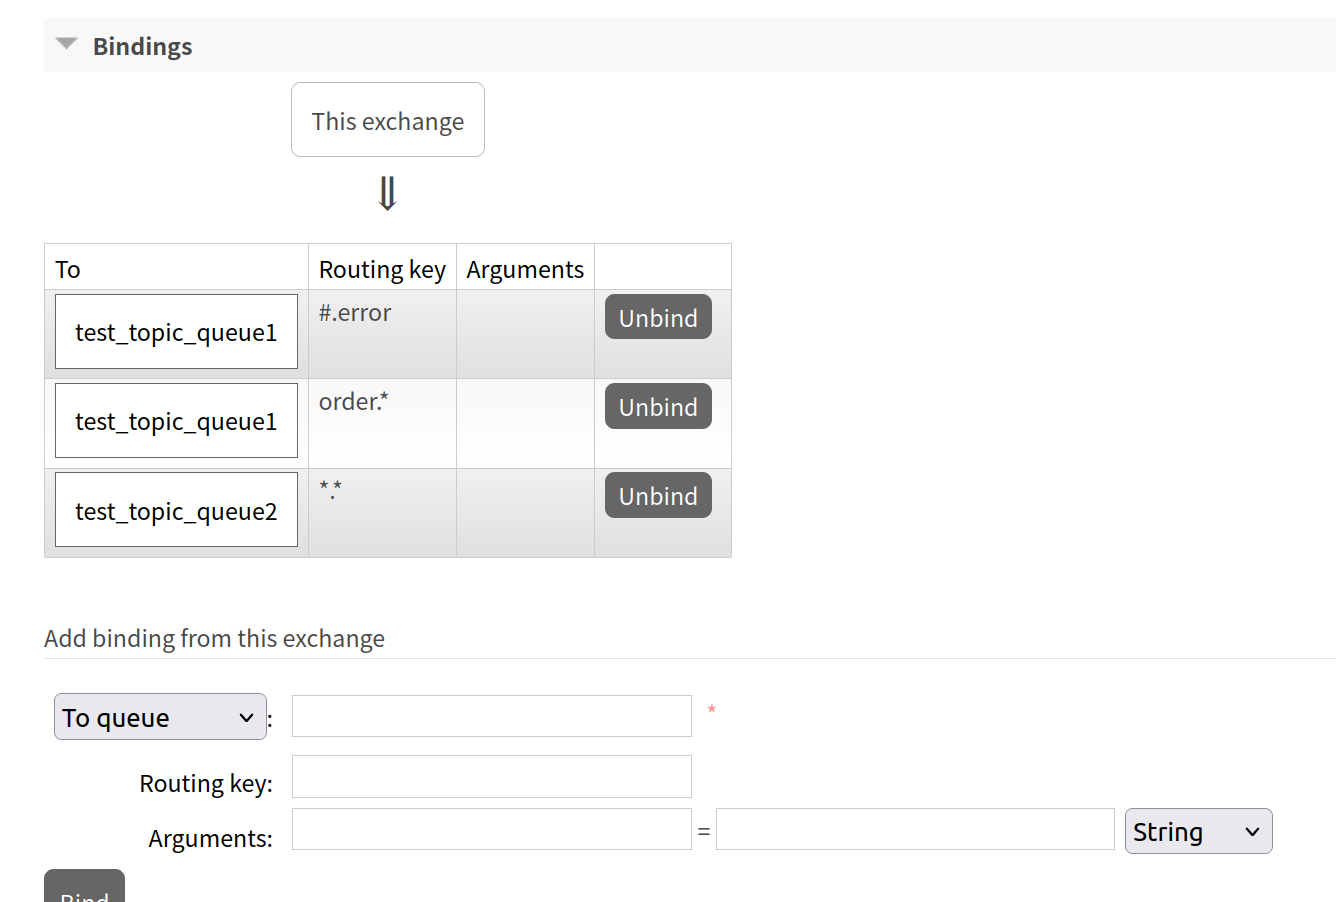 Bindings
This exchange
⇓
To Routing key Arguments
test_topic_queue1 #.error Unbind
test_topic_queue1 order.* Unbind
test_topic_queue2 *.* Unbind
Add binding from this exchange
To queue : *
Routing key:
Arguments: = String
Bind